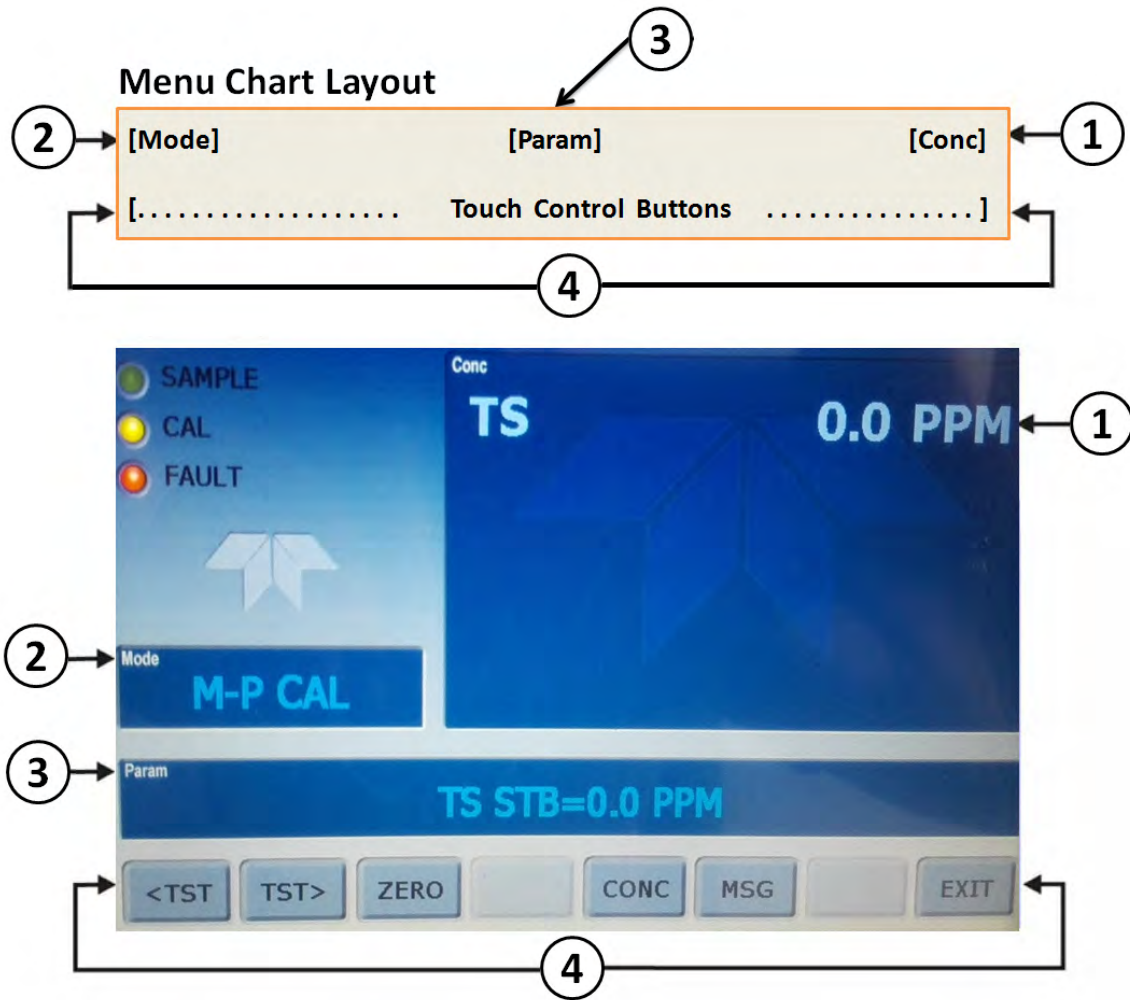 3
Menu Chart Layout
2
[Mode] [Param] [Conc]
1
[................... Touch Control Buttons ...............]
4
SAMPLE
CAL
FAULT
Conc
TS 0.0 PPM
1
2
Mode
M-P CAL
3
Param
TS STB=0.0 PPM
<TST TST> ZERO CONC MSG EXIT
4